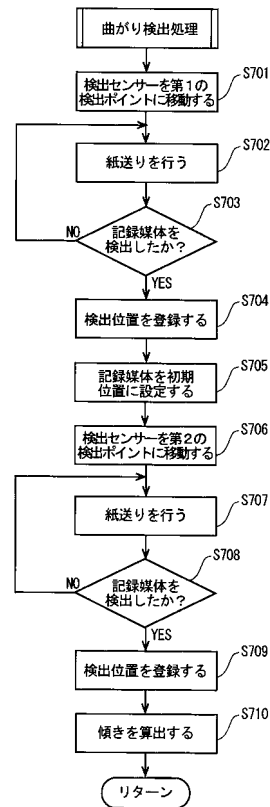 曲がり検出処理
S701
検出センサーを第1の
検出ポイントに移動する
S702
紙送りを行う
S703
記録媒体を
検出したか？
NO
YES
S704
検出位置を登録する
S705
記録媒体を初期
位置に設定する
S706
検出センサーを第2の
検出ポイントに移動する
S707
紙送りを行う
S708
記録媒体を
検出したか？
NO
YES
S709
検出位置を登録する
S710
傾きを算出する
リターン